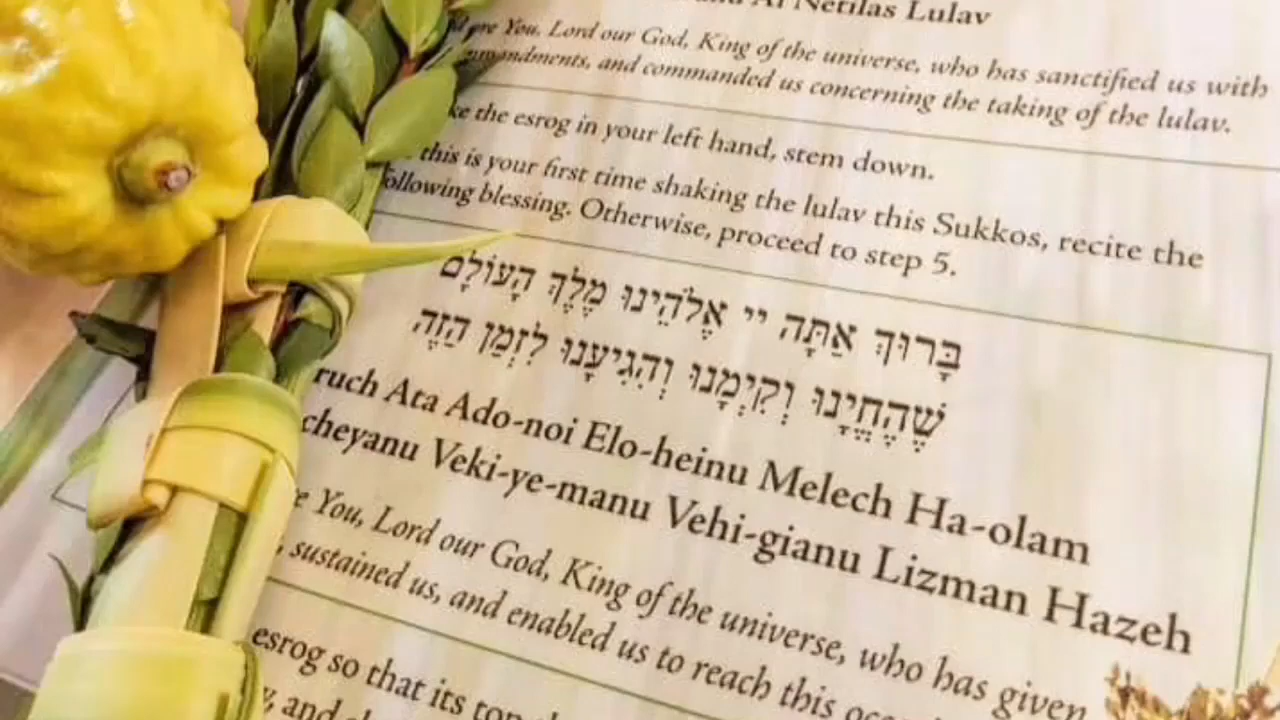 Al Netilas Lulav
You, Lord our God, King of the universe, who has sanctified us with
and commanded us concerning the taking of the lulav.
the esrog in your left hand, stem down.
this is your first time shaking the lulav this Sukkos, recite the
following blessing. Otherwise, proceed to step 5.
בָּרוּךְ אַתָּה יי אֱלֹהֵינוּ מֶלֶךְ הָעוֹלָם
שֶׁהֶחֱיָנוּ וְקִיְּמָנוּ וְהִגִּיעָנוּ לִזְמַן הַזֶּה
Ata Ado-noi Elo-heinu Melech Ha-olam
Veki-ye-manu Vehi-gianu Lizman Hazeh
You, Lord our God, King of the universe, who has given
, sustained us, and enabled us to reach this
esrog so that its
and